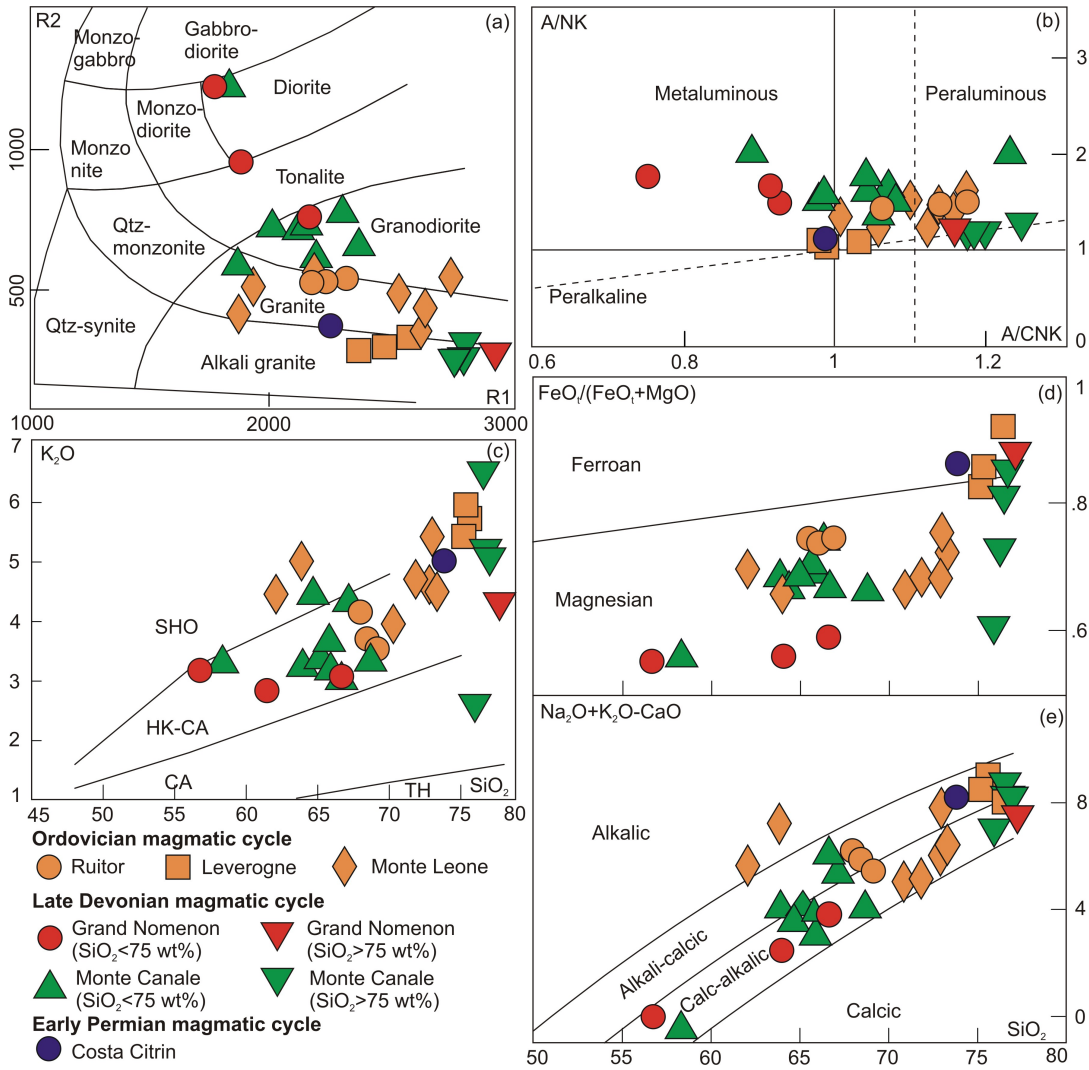 R2
(a)
Monzo-
gabbro
Gabbro-
diorite
Diorite
Monzo-
diorite
Monzo
nite
Tonalite
Granodiorite
Qtz-
monzonite
Granite
Qtz-synite
Alkali granite
R1
1000
500
1000
2000
3000
A/NK
(b)
Metaluminous
Peraluminous
Peralkaline
A/CNK
3
2
1
0
0.6
0.8
1
1.2
K₂O
(c)
SHO
HK-CA
CA
TH
SiO₂
7
6
5
4
3
2
1
45
50
55
60
65
70
75
80
FeOₜ/(FeOₜ+MgO)
(d)
Ferroan
Magnesian
1
.8
.6
Na₂O+K₂O-CaO
(e)
Alkalic
Alkali-calcic
Calc-alkalic
Calcic
SiO₂
8
4
0
50
55
60
65
70
75
80
Ordovician magmatic cycle
Ruitor
Leverogne
Monte Leone
Late Devonian magmatic cycle
Grand Nomenon
(SiO₂<75 wt%)
Grand Nomenon
(SiO₂>75 wt%)
Monte Canale
(SiO₂<75 wt%)
Monte Canale
(SiO₂>75 wt%)
Early Permian magmatic cycle
Costa Citrin